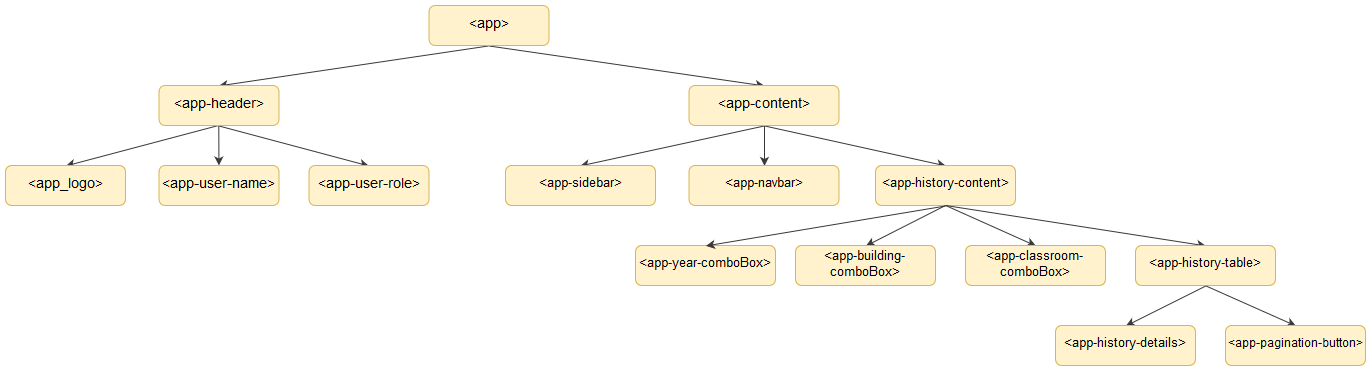 <app>
<app-header>
<app-content>
<app_logo>
<app-user-name>
<app-user-role>
<app-sidebar>
<app-navbar>
<app-history-content>
<app-year-comboBox>
<app-building-
comboBox>
<app-classroom-
comboBox>
<app-history-table>
<app-history-details>
<app-pagination-button>